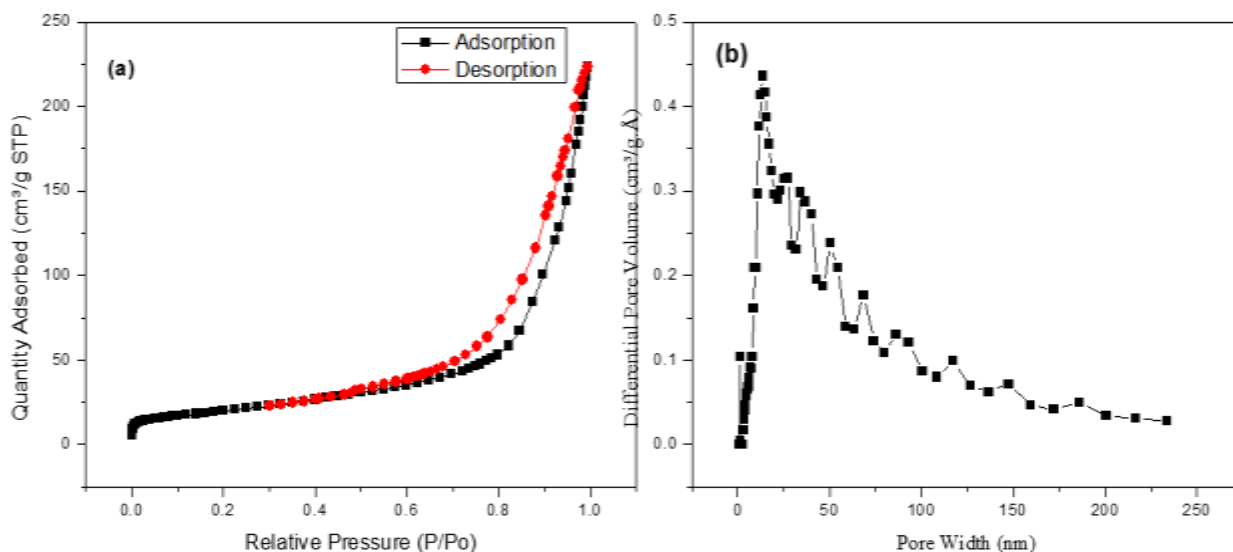 (a)
Adsorption
Desorption
250
200
150
100
50
0
Quantity Adsorbed (cm³/g STP)
0.0 0.2 0.4 0.6 0.8 1.0
Relative Pressure (P/Po)
(b)
0.5
0.4
0.3
0.2
0.1
0.0
Differential Pore Volume (cm³/g.Å)
0 50 100 150 200 250
Pore Width (nm)